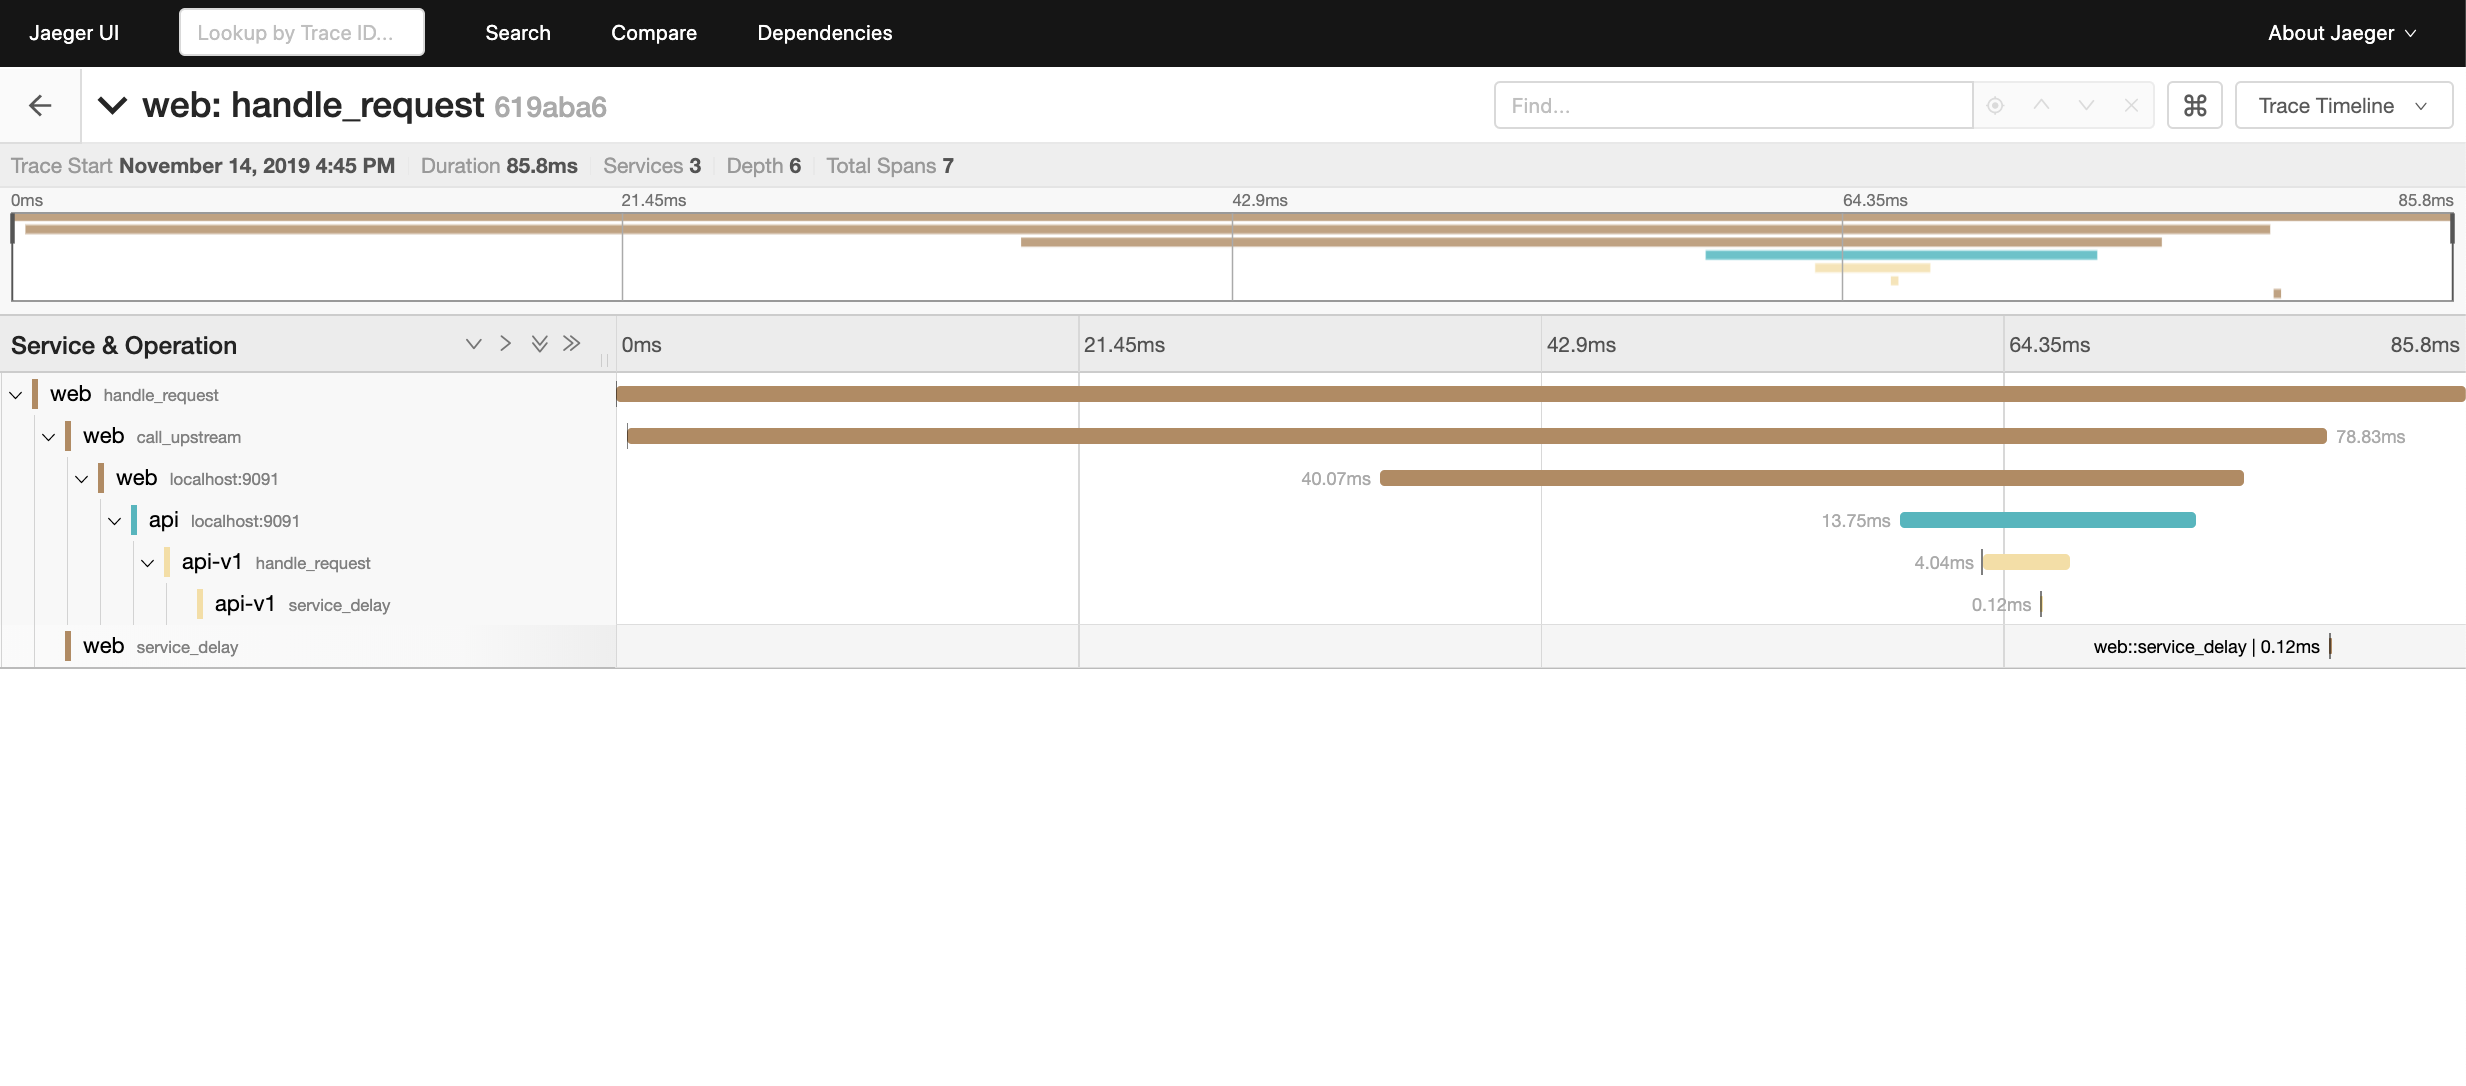 Jaeger UI Lookup by Trace ID... Search Compare Dependencies About Jaeger
web: handle_request 619aba6 Find... ⌘ Trace Timeline
Trace Start November 14, 2019 4:45 PM Duration 85.8ms Services 3 Depth 6 Total Spans 7
0ms 21.45ms 42.9ms 64.35ms 85.8ms
Service & Operation 0ms 21.45ms 42.9ms 64.35ms 85.8ms
web handle_request
web call_upstream 78.83ms
web localhost:9091 40.07ms
api localhost:9091 13.75ms
api-v1 handle_request 4.04ms
api-v1 service_delay 0.12ms
web service_delay web::service_delay | 0.12ms